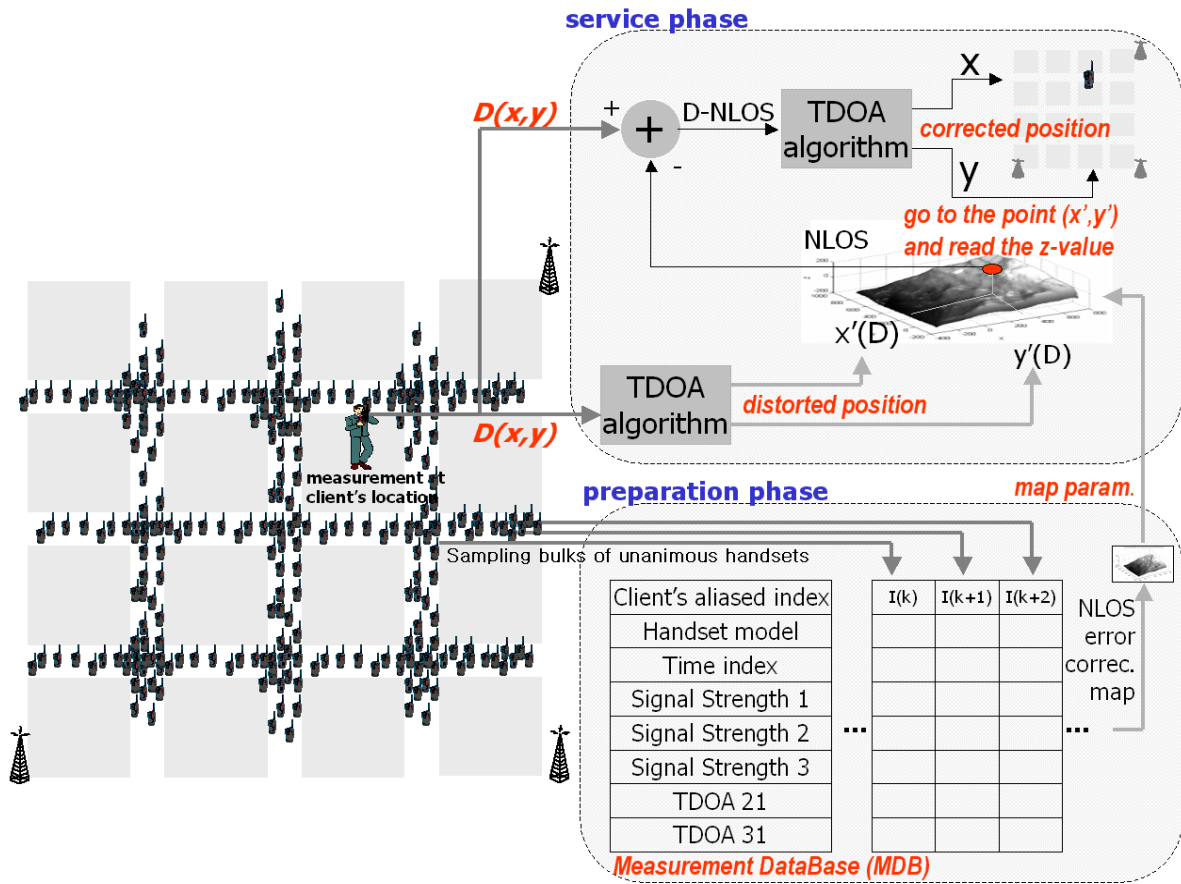 service phase
D(x,y)
+
+
-
D-NLOS
TDOA
algorithm
x
y
corrected position
go to the point (x',y')
and read the z-value
NLOS
x'(D)
y'(D)
TDOA
algorithm
distorted position
D(x,y)
measurement at
client's location
preparation phase
map param.
Sampling bulks of unanimous handsets
Client's aliased index
I(k)
I(k+1)
I(k+2)
Handset model
Time index
Signal Strength 1
Signal Strength 2
...
...
Signal Strength 3
TDOA 21
TDOA 31
NLOS
error
correc.
map
Measurement DataBase (MDB)